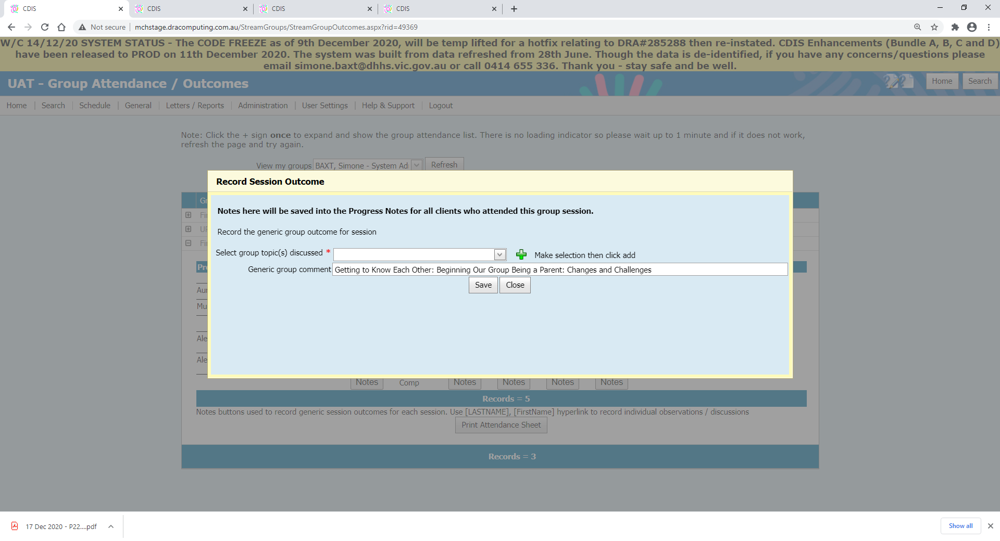 CDIS
CDIS
CDIS
CDIS
Not secure
mchstage.dracomputing.com.au/StreamGroups/StreamGroupOutcomes.aspx?rid=49369
W/C 14/12/20 SYSTEM STATUS - The CODE FREEZE as of 9th December 2020, will be temp lifted for a hotfix relating to DRA#285288 then re-instated. CDIS Enhancements (Bundle A, B, C and D)
have been released to PROD on 11th December 2020. The system was built from data refreshed from 28th June. Though the data is de-identified, if you have any concerns/questions please
email simone.baxt@dhhs.vic.gov.au or call 0414 655 336. Thank you - stay safe and be well.
UAT - Group Attendance / Outcomes
Home
Search
Home | Search | Schedule | General | Letters / Reports | Administration | User Settings | Help & Support | Logout
Note: Click the + sign once to expand and show the group attendance list. There is no loading indicator so please wait up to 1 minute and if it does not work,
refresh the page and try again.
View my groups BAXT, Simone - System Adi Refresh
Record Session Outcome
Notes here will be saved into the Progress Notes for all clients who attended this group session.
Record the generic group outcome for session
Select group topic(s) discussed *
Make selection then click add
Generic group comment Getting to Know Each Other: Beginning Our Group Being a Parent: Changes and Challenges
Save Close
Gr
Fi
UP
Fi
Pr
Aur
Mu
Ale
Ale
Notes Comp Notes Notes Notes Notes
Records = 5
Notes buttons used to record generic session outcomes for each session. Use [LASTNAME], [FirstName] hyperlink to record individual observations / discussions
Print Attendance Sheet
Records = 3
17 Dec 2020 - P22....pdf
Show all